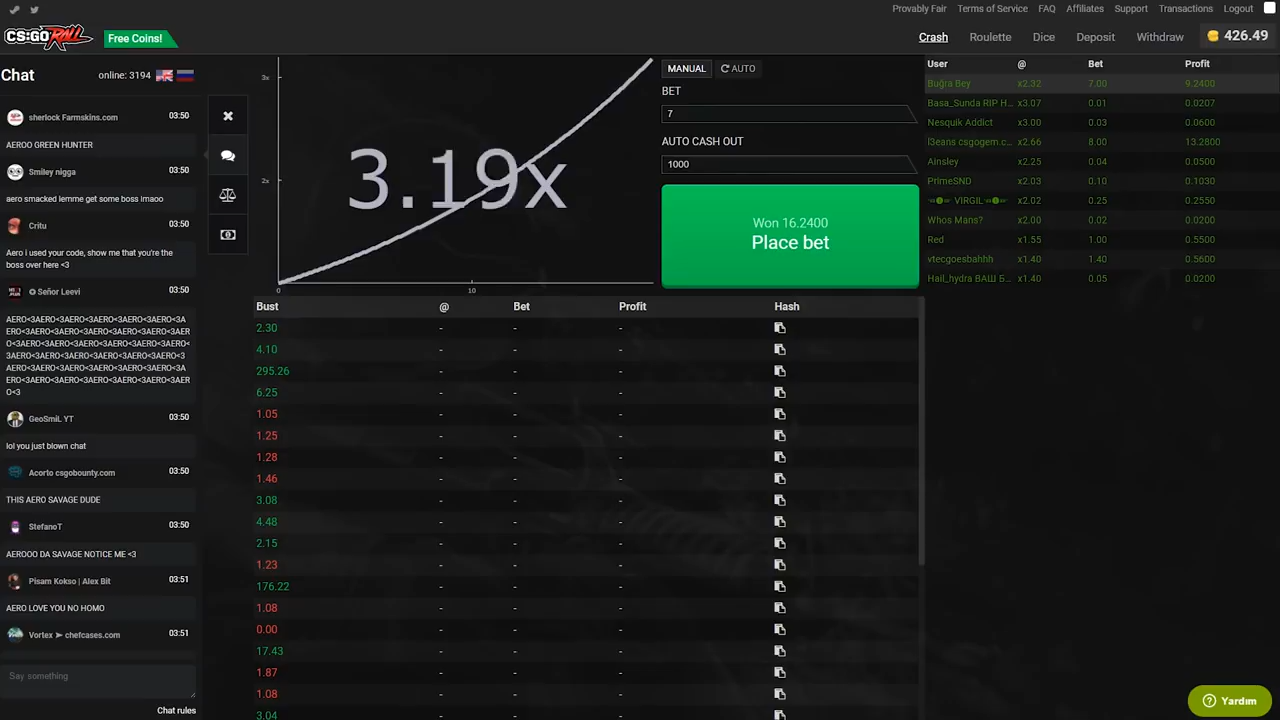 Provably Fair Terms of Service FAQ Affiliates Support Transactions Logout
CS:GO ROLL
Free Coins!
Crash Roulette Dice Deposit Withdraw 426.49
Chat
online: 3194
sherlock Farmskins.com 03:50
AEROO GREEN HUNTER
Smiley nigga 03:50
aero smacked lemme get some boss lmaoo
Critu 03:50
Aero i used your code, show me that you're the
boss over here <3
Señor Leevi 03:50
AERO<3AERO<3AERO<3AERO<3AERO<3A
ERO<3AERO<3AERO<3AERO<3AERO<3AER
O<3AERO<3AERO<3AERO<3AERO<3AERO<
3AERO<3AERO<3AERO<3AERO<3AERO<3
AERO<3AERO<3AERO<3AERO<3AERO<3A
ERO<3AERO<3AERO<3AERO<3AERO<3AER
O<3
GeoSmiL YT 03:50
lol you just blown chat
Acorto csgobounty.com 03:50
THIS AERO SAVAGE DUDE
StefanoT 03:50
AEROOO DA SAVAGE NOTICE ME <3
Pisam Kokso | Alex Bit 03:51
AERO LOVE YOU NO HOMO
Vortex ➤ chefcases.com 03:51
Say something
Chat rules
3x
2x
3.19x
0
10
MANUAL
AUTO
BET
7
AUTO CASH OUT
1000
Won 16.2400
Place bet
Bust @ Bet Profit Hash
2.30 - - -
4.10 - - -
295.26 - - -
6.25 - - -
1.05 - - -
1.25 - - -
1.28 - - -
1.46 - - -
3.08 - - -
4.48 - - -
2.15 - - -
1.23 - - -
176.22 - - -
1.08 - - -
0.00 - - -
17.43 - - -
1.87 - - -
1.08 - - -
3.04 - - -
User @ Bet Profit
Buğra Bey x2.32 7.00 9.2400
Basa_Sunda RIP H... x3.07 0.01 0.0207
Nesquik Addict x3.00 0.03 0.0600
l3eans csgogem.c... x2.66 8.00 13.2800
Ainsley x2.25 0.04 0.0500
PrimeSND x2.03 0.10 0.1030
VIRGIL x2.02 0.25 0.2550
Whos Mans? x2.00 0.02 0.0200
Red x1.55 1.00 0.5500
vtecgoesbahhh x1.40 1.40 0.5600
Hail_hydra ВАШ Б... x1.40 0.05 0.0200
Yardım